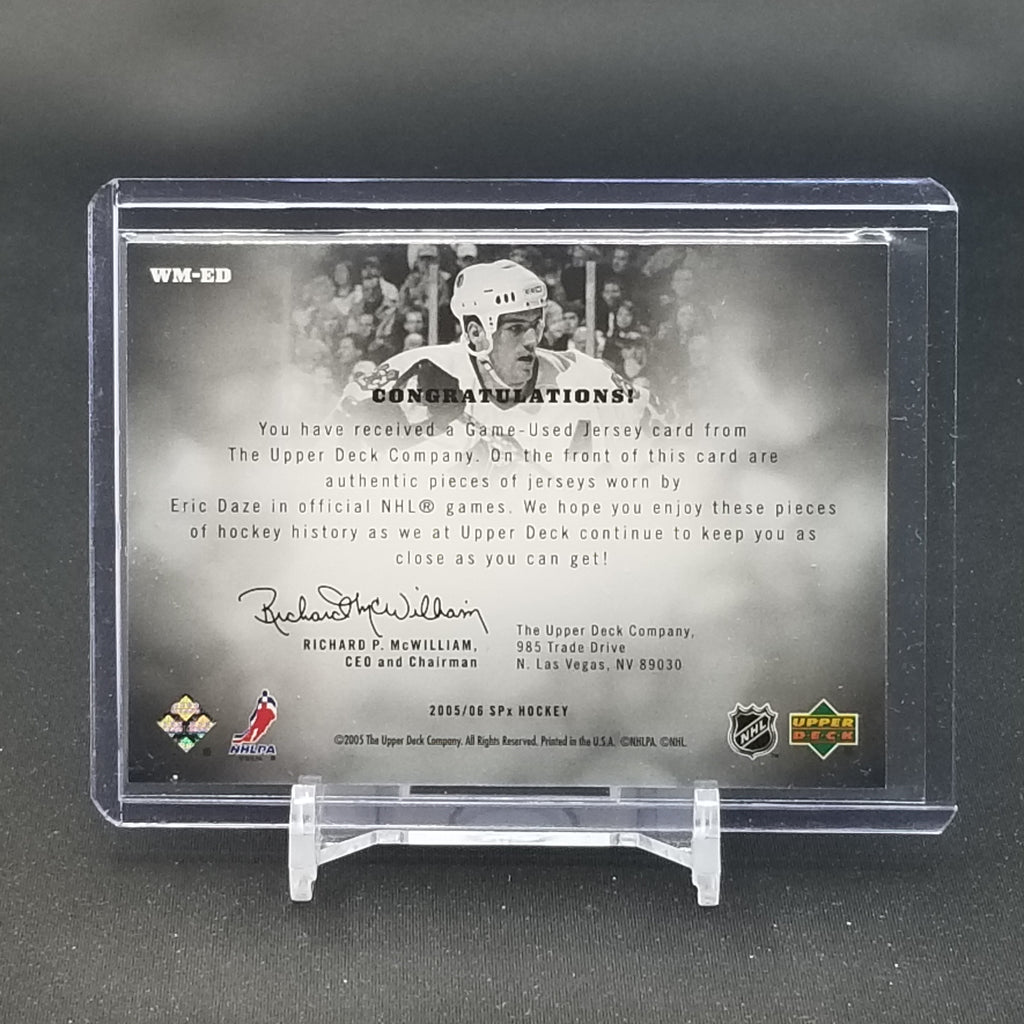 WM-ED
CONGRATULATIONS!
You have received a Game-Used Jersey card from
The Upper Deck Company. On the front of this card are
authentic pieces of jerseys worn by
Eric Daze in official NHL® games. We hope you enjoy these pieces
of hockey history as we at Upper Deck continue to keep you as
close as you can get!
Richard P. McWilliam
RICHARD P. McWILLIAM,
CEO and Chairman
The Upper Deck Company,
985 Trade Drive
N. Las Vegas, NV 89030
2005/06 SPx HOCKEY
©2005 The Upper Deck Company. All Rights Reserved. Printed in the U.S.A. ©NHLPA. ©NHL.
NHLPA
NHL
UPPER
DECK